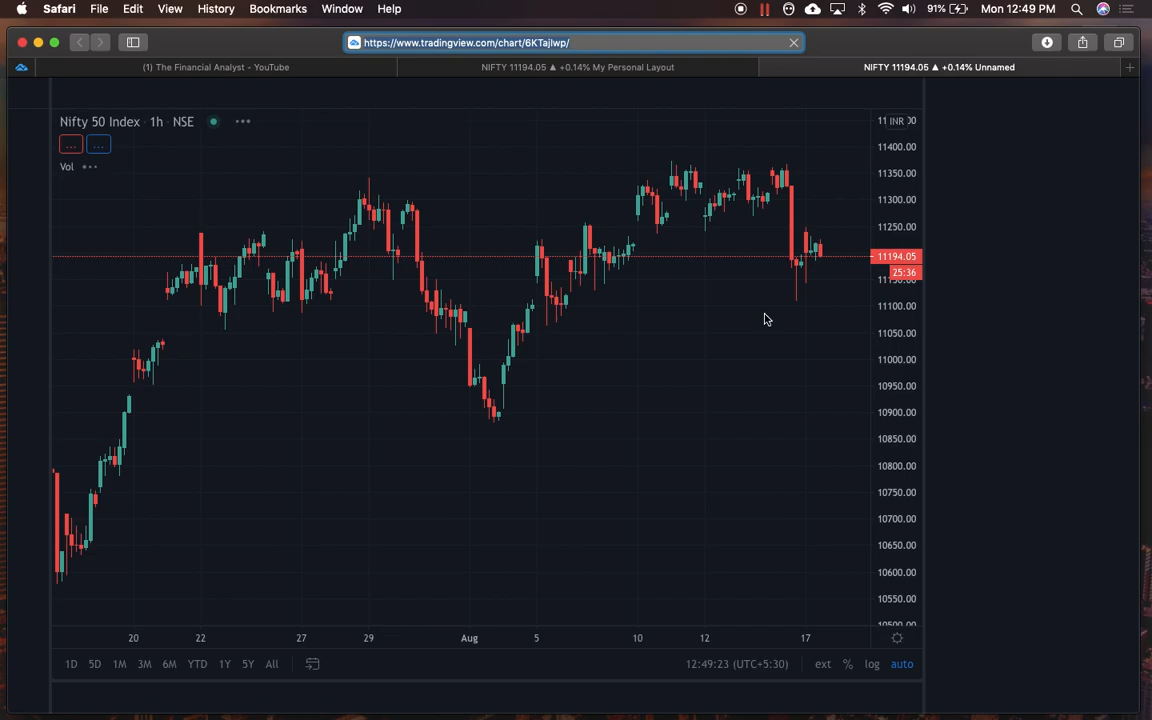 Safari File Edit View History Bookmarks Window Help 91% Mon 12:49 PM
https://www.tradingview.com/chart/6KTajIwp/
(1) The Financial Analyst - YouTube NIFTY 11194.05 ▲ +0.14% My Personal Layout NIFTY 11194.05 ▲ +0.14% Unnamed
Nifty 50 Index · 1h · NSE
INR
11400.00
Vol
11350.00
11300.00
11250.00
11194.05
25:36
11100.00
11050.00
11000.00
10950.00
10900.00
10850.00
10800.00
10750.00
10700.00
10650.00
10600.00
10550.00
20 22 27 29 Aug 5 10 12 17
1D 5D 1M 3M 6M YTD 1Y 5Y All 12:49:23 (UTC+5:30) ext % log auto